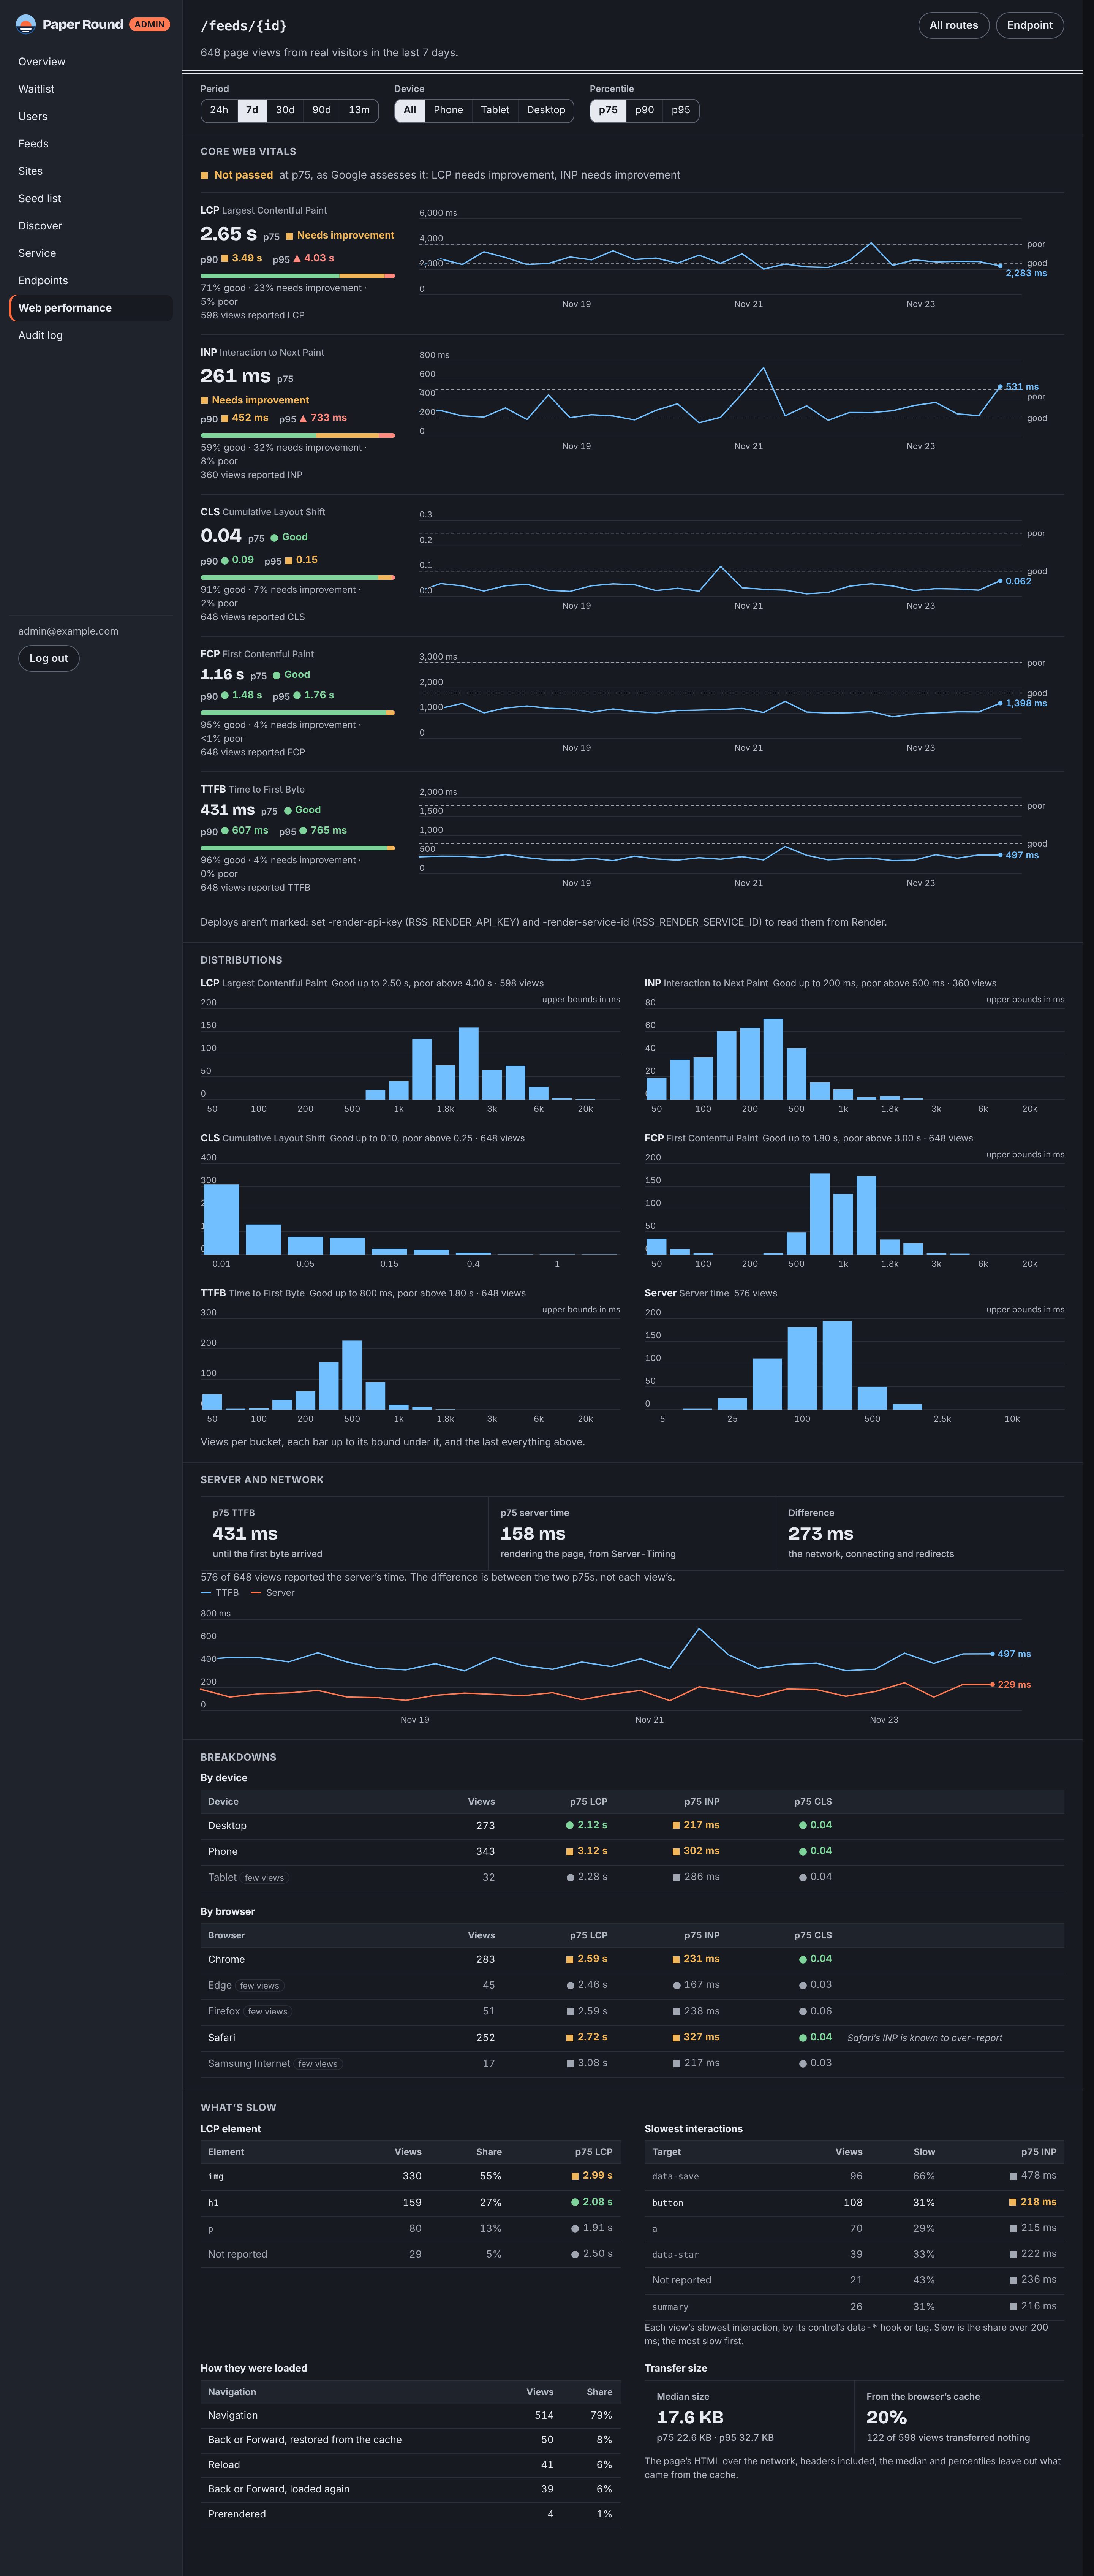 Paper Round ADMIN
Overview
Waitlist
Users
Feeds
Sites
Seed list
Discover
Service
Endpoints
Web performance
Audit log
admin@example.com
Log out
/feeds/{id}
All routes
Endpoint
648 page views from real visitors in the last 7 days.
Period
Device
Percentile
24h 7d 30d 90d 13m
All Phone Tablet Desktop
p75 p90 p95
CORE WEB VITALS
Not passed at p75, as Google assesses it: LCP needs improvement, INP needs improvement
LCP Largest Contentful Paint
2.65 s p75 Needs improvement
p90 3.49 s p95 4.03 s
71% good · 23% needs improvement ·
5% poor
598 views reported LCP
6,000 ms
4,000
2,000
0
poor
good
2,283 ms
Nov 19 Nov 21 Nov 23
INP Interaction to Next Paint
261 ms p75
Needs improvement
p90 452 ms p95 733 ms
59% good · 32% needs improvement ·
8% poor
360 views reported INP
800 ms
600
400
200
0
531 ms
poor
good
Nov 19 Nov 21 Nov 23
CLS Cumulative Layout Shift
0.04 p75 Good
p90 0.09 p95 0.15
91% good · 7% needs improvement ·
2% poor
648 views reported CLS
0.3
0.2
0.1
0.0
poor
good
0.062
Nov 19 Nov 21 Nov 23
FCP First Contentful Paint
1.16 s p75 Good
p90 1.48 s p95 1.76 s
95% good · 4% needs improvement ·
<1% poor
648 views reported FCP
3,000 ms
2,000
1,000
0
poor
good
1,398 ms
Nov 19 Nov 21 Nov 23
TTFB Time to First Byte
431 ms p75 Good
p90 607 ms p95 765 ms
96% good · 4% needs improvement ·
0% poor
648 views reported TTFB
2,000 ms
1,500
1,000
500
0
poor
good
497 ms
Nov 19 Nov 21 Nov 23
Deploys aren’t marked: set -render-api-key (RSS_RENDER_API_KEY) and -render-service-id (RSS_RENDER_SERVICE_ID) to read them from Render.
DISTRIBUTIONS
LCP Largest Contentful Paint Good up to 2.50 s, poor above 4.00 s · 598 views
upper bounds in ms
200
150
100
50
0
50 100 200 500 1k 1.8k 3k 6k 20k
INP Interaction to Next Paint Good up to 200 ms, poor above 500 ms · 360 views
upper bounds in ms
80
60
40
20
50 100 200 500 1k 1.8k 3k 6k 20k
CLS Cumulative Layout Shift Good up to 0.10, poor above 0.25 · 648 views
400
300
0.01 0.05 0.15 0.4 1
FCP First Contentful Paint Good up to 1.80 s, poor above 3.00 s · 648 views
upper bounds in ms
200
150
100
50
50 100 200 500 1k 1.8k 3k 6k 20k
TTFB Time to First Byte Good up to 800 ms, poor above 1.80 s · 648 views
upper bounds in ms
300
200
100
50 100 200 500 1k 1.8k 3k 6k 20k
Server Server time 576 views
upper bounds in ms
200
150
100
50
0
5 25 100 500 2.5k 10k
Views per bucket, each bar up to its bound under it, and the last everything above.
SERVER AND NETWORK
p75 TTFB
431 ms
until the first byte arrived
p75 server time
158 ms
rendering the page, from Server-Timing
Difference
273 ms
the network, connecting and redirects
576 of 648 views reported the server’s time. The difference is between the two p75s, not each view’s.
TTFB Server
800 ms
600
400
200
0
497 ms
229 ms
Nov 19 Nov 21 Nov 23
BREAKDOWNS
By device
Device Views p75 LCP p75 INP p75 CLS
Desktop 273 2.12 s 217 ms 0.04
Phone 343 3.12 s 302 ms 0.04
Tablet few views 32 2.28 s 286 ms 0.04
By browser
Browser Views p75 LCP p75 INP p75 CLS
Chrome 283 2.59 s 231 ms 0.04
Edge few views 45 2.46 s 167 ms 0.03
Firefox few views 51 2.59 s 238 ms 0.06
Safari 252 2.72 s 327 ms 0.04 Safari’s INP is known to over-report
Samsung Internet few views 17 3.08 s 217 ms 0.03
WHAT’S SLOW
LCP element
Element Views Share p75 LCP
img 330 55% 2.99 s
h1 159 27% 2.08 s
p 80 13% 1.91 s
Not reported 29 5% 2.50 s
Slowest interactions
Target Views Slow p75 INP
data-save 96 66% 478 ms
button 108 31% 218 ms
a 70 29% 215 ms
data-star 39 33% 222 ms
Not reported 21 43% 236 ms
summary 26 31% 216 ms
Each view’s slowest interaction, by its control’s data-* hook or tag. Slow is the share over 200
ms; the most slow first.
How they were loaded
Navigation Views Share
Navigation 514 79%
Back or Forward, restored from the cache 50 8%
Reload 41 6%
Back or Forward, loaded again 39 6%
Prerendered 4 1%
Transfer size
Median size
17.6 KB
p75 22.6 KB · p95 32.7 KB
From the browser’s cache
20%
122 of 598 views transferred nothing
The page’s HTML over the network, headers included; the median and percentiles leave out what
came from the cache.